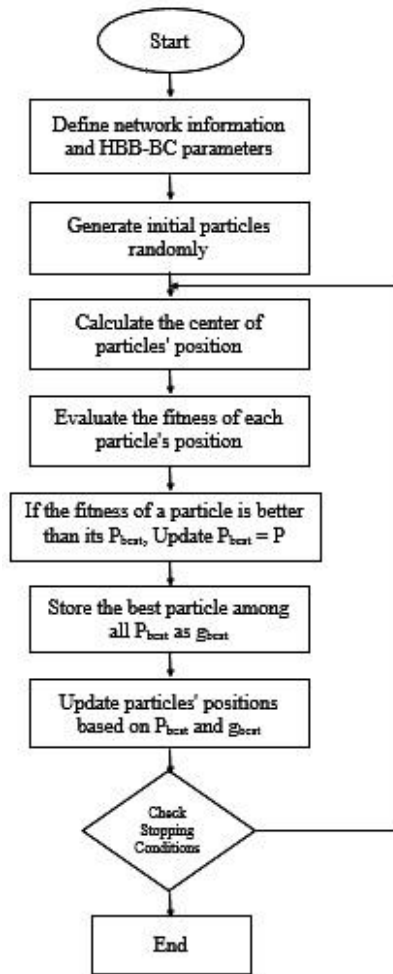 Start
Define network information
and HBB-BC parameters
Generate initial particles
randomly
Calculate the center of
particles' position
Evaluate the fitness of each
particle's position
If the fitness of a particle is better
than its Pbest, Update Pbest = P
Store the best particle among
all Pbest as gbest
Update particles' positions
based on Pbest and gbest
Check
Stopping
Conditions
End